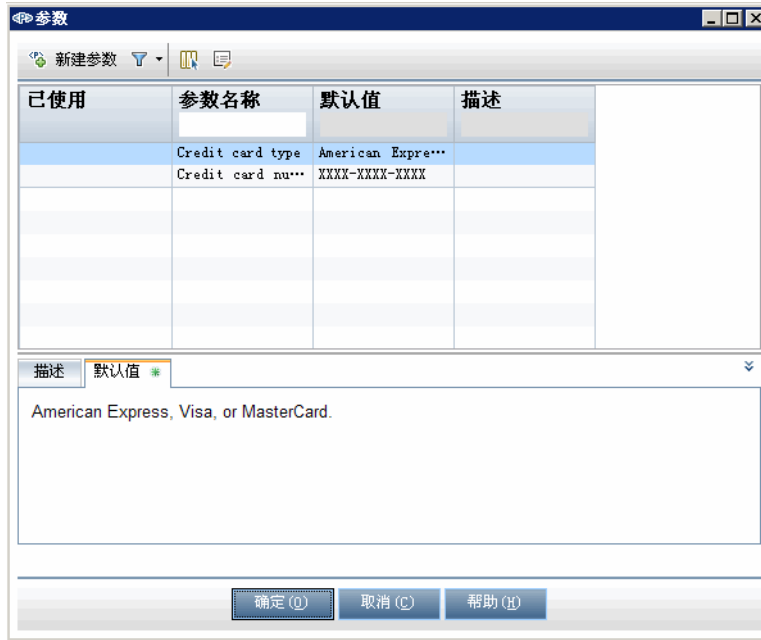 参数
新建参数
已使用 参数名称 默认值 描述
Credit card type American Expre…
Credit card nu… XXXX-XXXX-XXXX
描述 默认值 *
American Express, Visa, or MasterCard.
确定(O) 取消(C) 帮助(H)